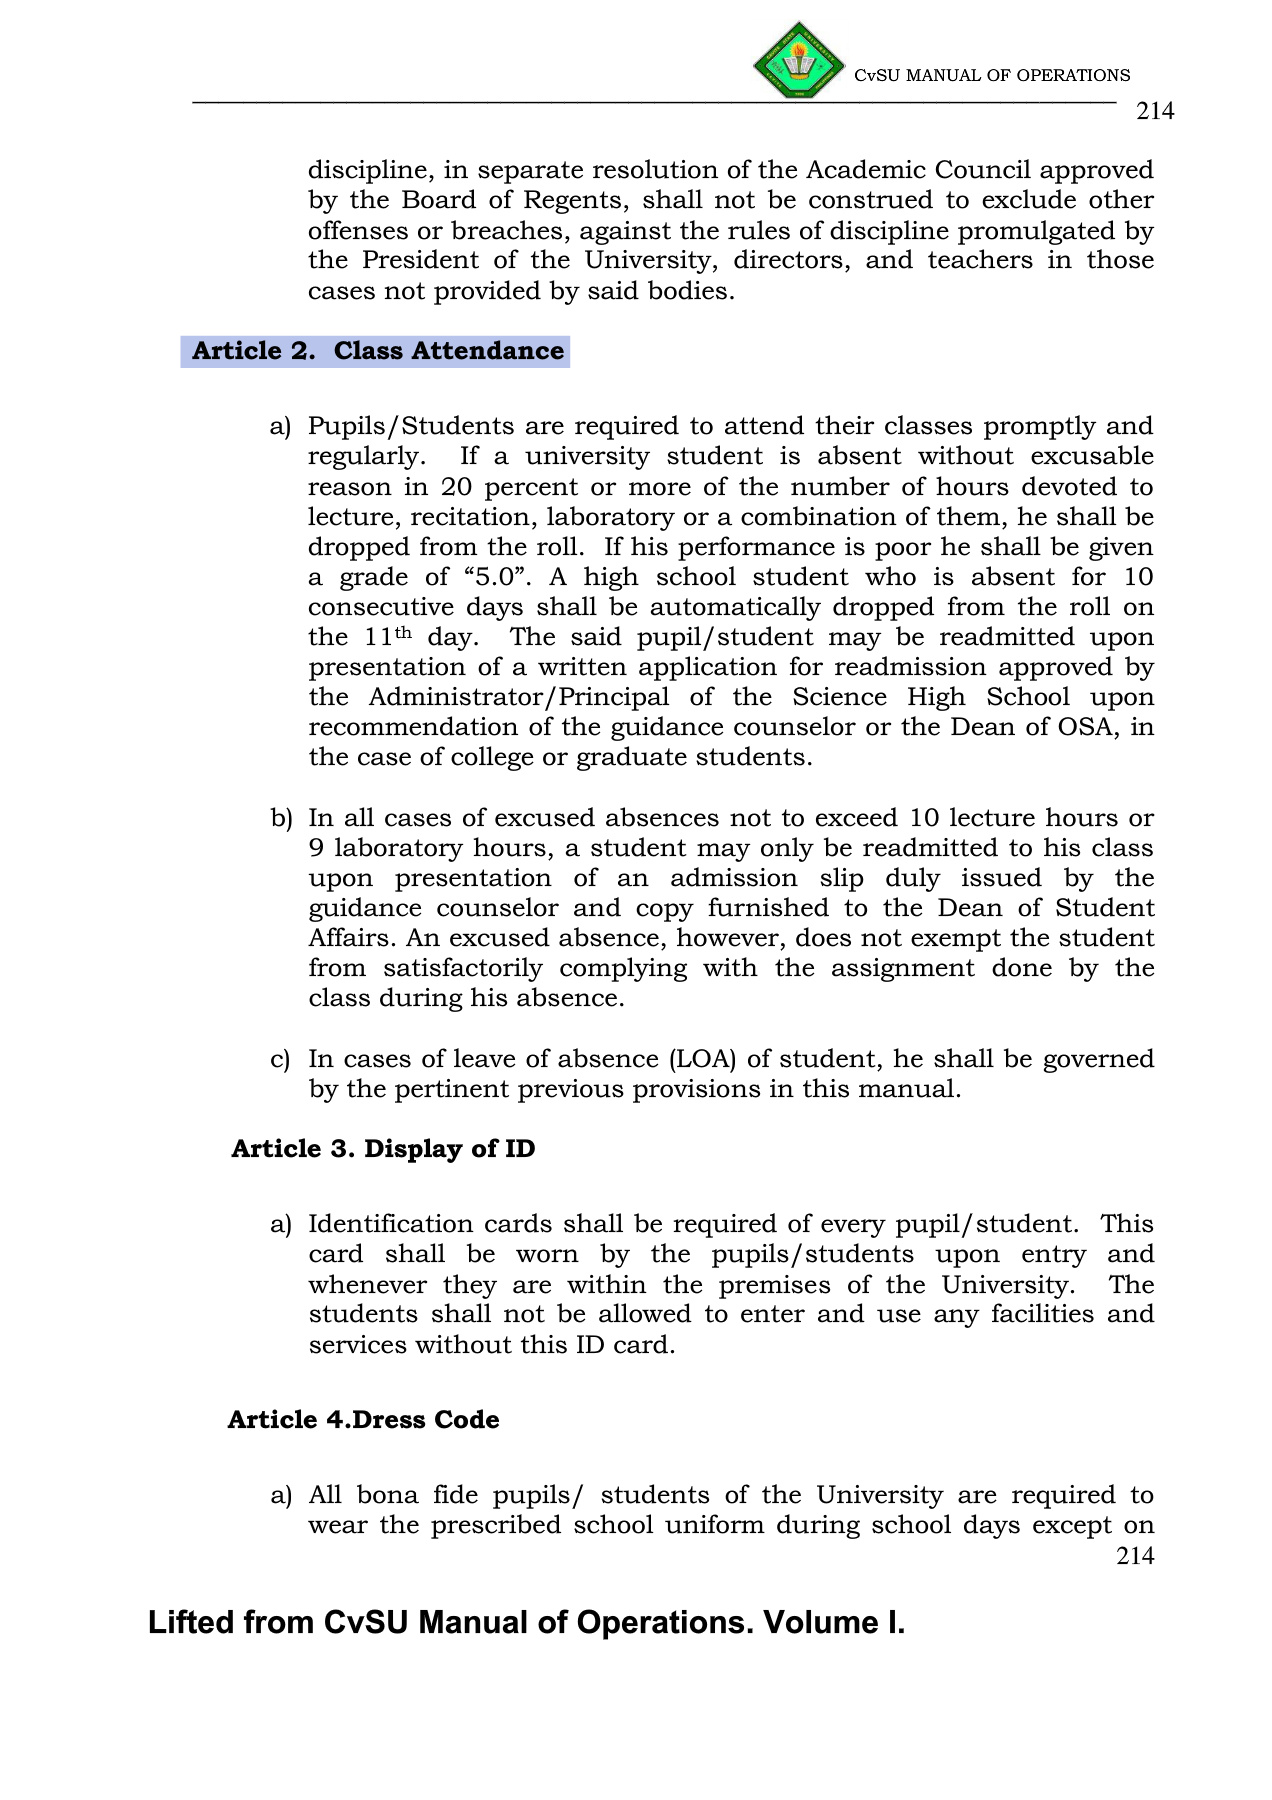 CvSU MANUAL OF OPERATIONS
214
discipline, in separate resolution of the Academic Council approved
by the Board of Regents, shall not be construed to exclude other
offenses or breaches, against the rules of discipline promulgated by
the President of the University, directors, and teachers in those
cases not provided by said bodies.
Article 2.  Class Attendance
a) Pupils/Students are required to attend their classes promptly and
regularly.  If a university student is absent without excusable
reason in 20 percent or more of the number of hours devoted to
lecture, recitation, laboratory or a combination of them, he shall be
dropped from the roll.  If his performance is poor he shall be given
a grade of “5.0”. A high school student who is absent for 10
consecutive days shall be automatically dropped from the roll on
the 11th day.  The said pupil/student may be readmitted upon
presentation of a written application for readmission approved by
the Administrator/Principal of the Science High School upon
recommendation of the guidance counselor or the Dean of OSA, in
the case of college or graduate students.
b) In all cases of excused absences not to exceed 10 lecture hours or
9 laboratory hours, a student may only be readmitted to his class
upon presentation of an admission slip duly issued by the
guidance counselor and copy furnished to the Dean of Student
Affairs. An excused absence, however, does not exempt the student
from satisfactorily complying with the assignment done by the
class during his absence.
c) In cases of leave of absence (LOA) of student, he shall be governed
by the pertinent previous provisions in this manual.
Article 3. Display of ID
a) Identification cards shall be required of every pupil/student.  This
card shall be worn by the pupils/students upon entry and
whenever they are within the premises of the University.  The
students shall not be allowed to enter and use any facilities and
services without this ID card.
Article 4.Dress Code
a) All bona fide pupils/ students of the University are required to
wear the prescribed school uniform during school days except on
214
Lifted from CvSU Manual of Operations. Volume I.